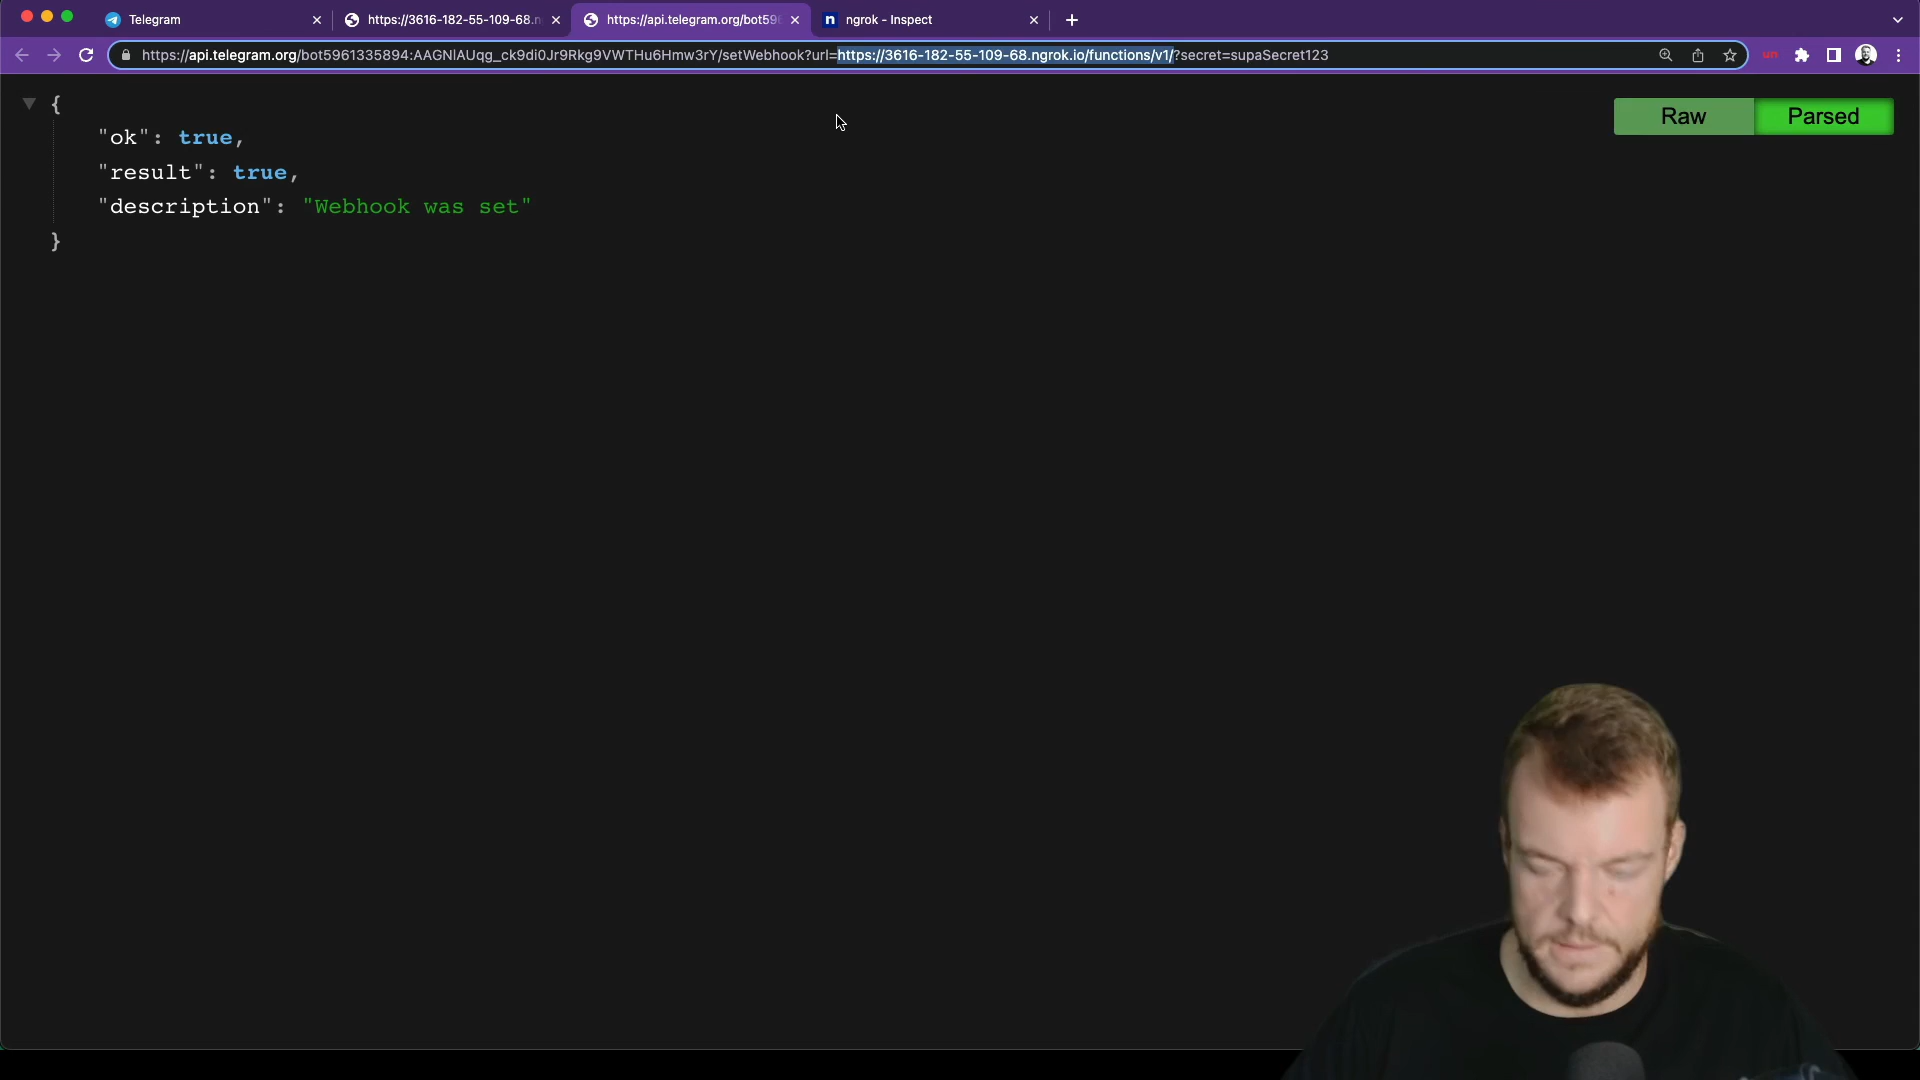 Telegram
https://3616-182-55-109-68.n
https://api.telegram.org/bot59
n ngrok - Inspect
https://api.telegram.org/bot5961335894:AAGNlAUqg_ck9di0Jr9Rkg9VWTHu6Hmw3rY/setWebhook?url=https://3616-182-55-109-68.ngrok.io/functions/v1/?secret=supaSecret123
un
Raw
Parsed
{
"ok": true,
"result": true,
"description": "Webhook was set"
}